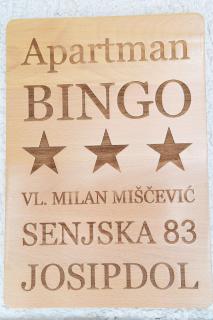 Apartman
BINGO
★ ★ ★
VL. MILAN MIŠČEVIĆ
SENJSKA 83
JOSIPDOL